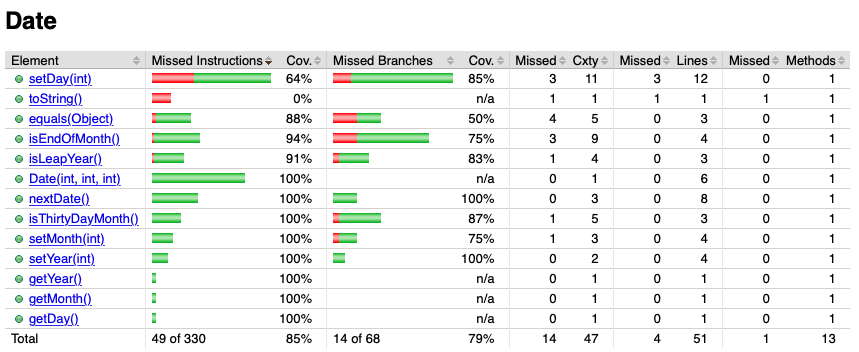 Date
Element Missed Instructions Cov. Missed Branches Cov. Missed Cxty Missed Lines Missed Methods
setDay(int) 64% 85% 3 11 3 12 0 1
toString() 0% n/a 1 1 1 1 1 1
equals(Object) 88% 50% 4 5 0 3 0 1
isEndOfMonth() 94% 75% 3 9 0 4 0 1
isLeapYear() 91% 83% 1 4 0 3 0 1
Date(int, int, int) 100% n/a 0 1 0 6 0 1
nextDate() 100% 100% 0 3 0 8 0 1
isThirtyDayMonth() 100% 87% 1 5 0 3 0 1
setMonth(int) 100% 75% 1 3 0 4 0 1
setYear(int) 100% 100% 0 2 0 4 0 1
getYear() 100% n/a 0 1 0 1 0 1
getMonth() 100% n/a 0 1 0 1 0 1
getDay() 100% n/a 0 1 0 1 0 1
Total 49 of 330 85% 14 of 68 79% 14 47 4 51 1 13